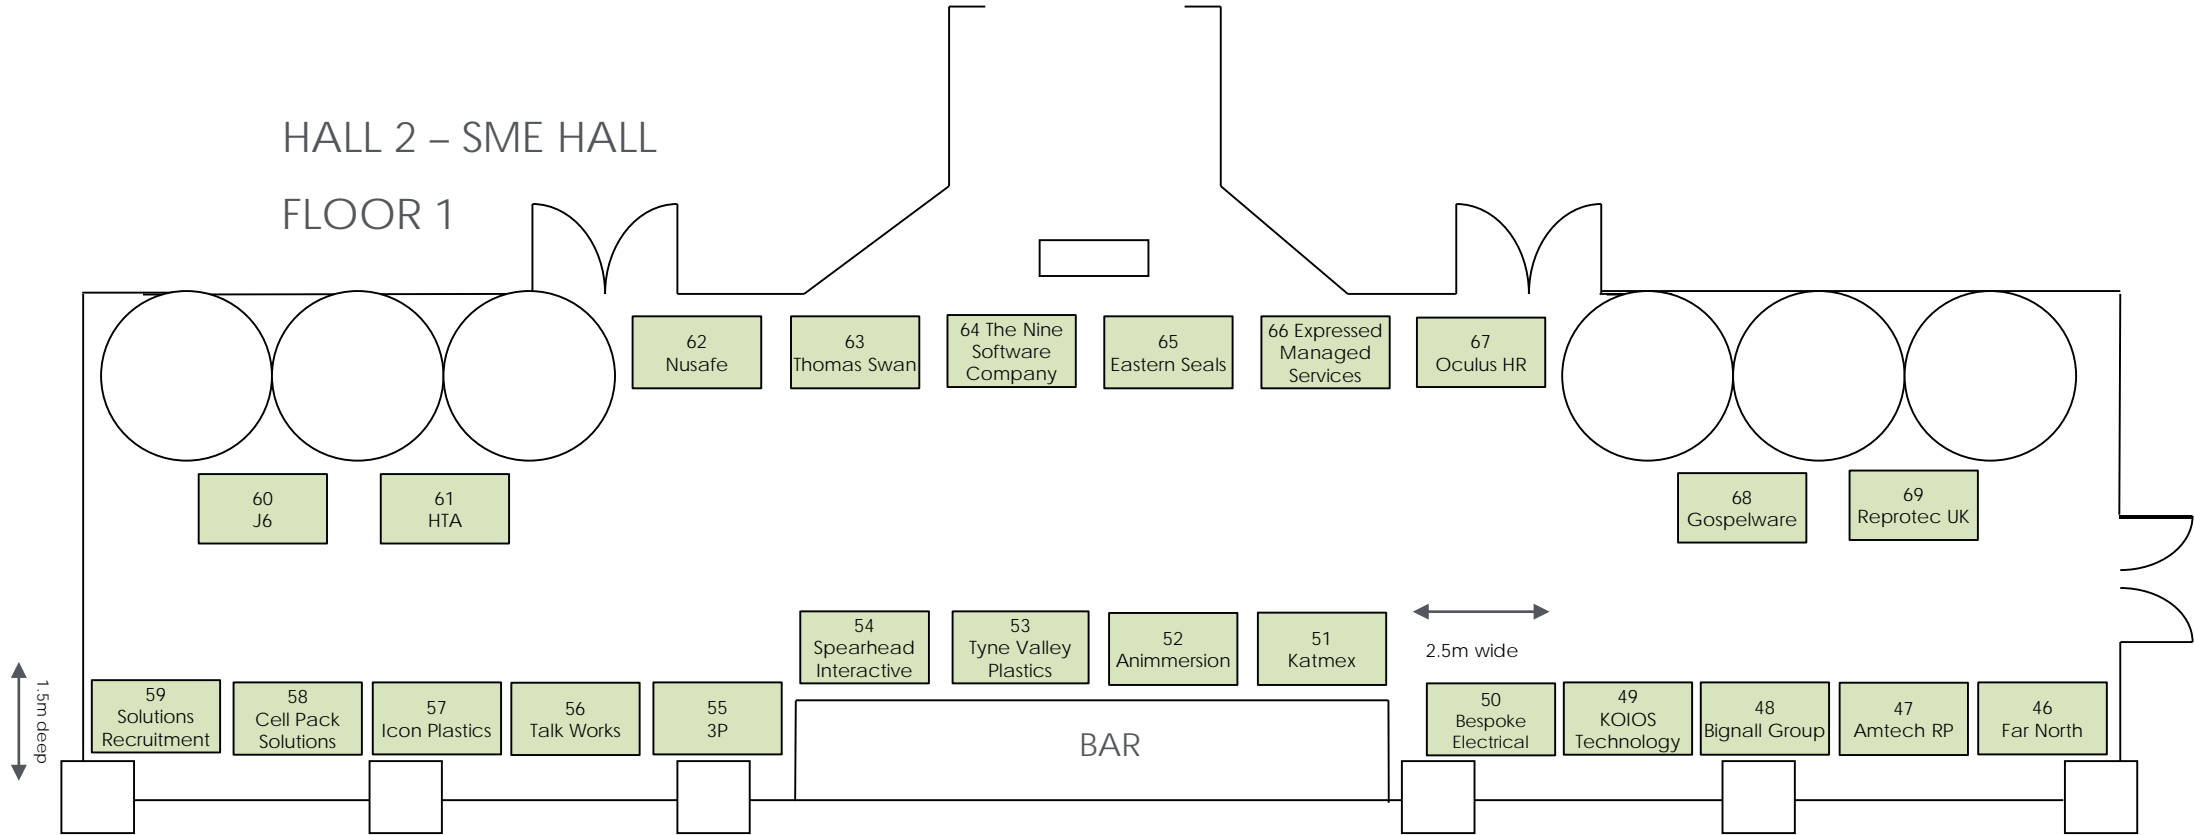 HALL 2 – SME HALL
FLOOR 1
62
Nusafe
63
Thomas Swan
64 The Nine
Software
Company
65
Eastern Seals
66 Expressed
Managed
Services
67
Oculus HR
60
J6
61
HTA
68
Gospelware
69
Reprotec UK
54
Spearhead
Interactive
53
Tyne Valley
Plastics
52
Animmersion
51
Katmex
2.5m wide
1.5m deep
59
Solutions
Recruitment
58
Cell Pack
Solutions
57
Icon Plastics
56
Talk Works
55
3P
BAR
50
Bespoke
Electrical
49
KOIOS
Technology
48
Bignall Group
47
Amtech RP
46
Far North